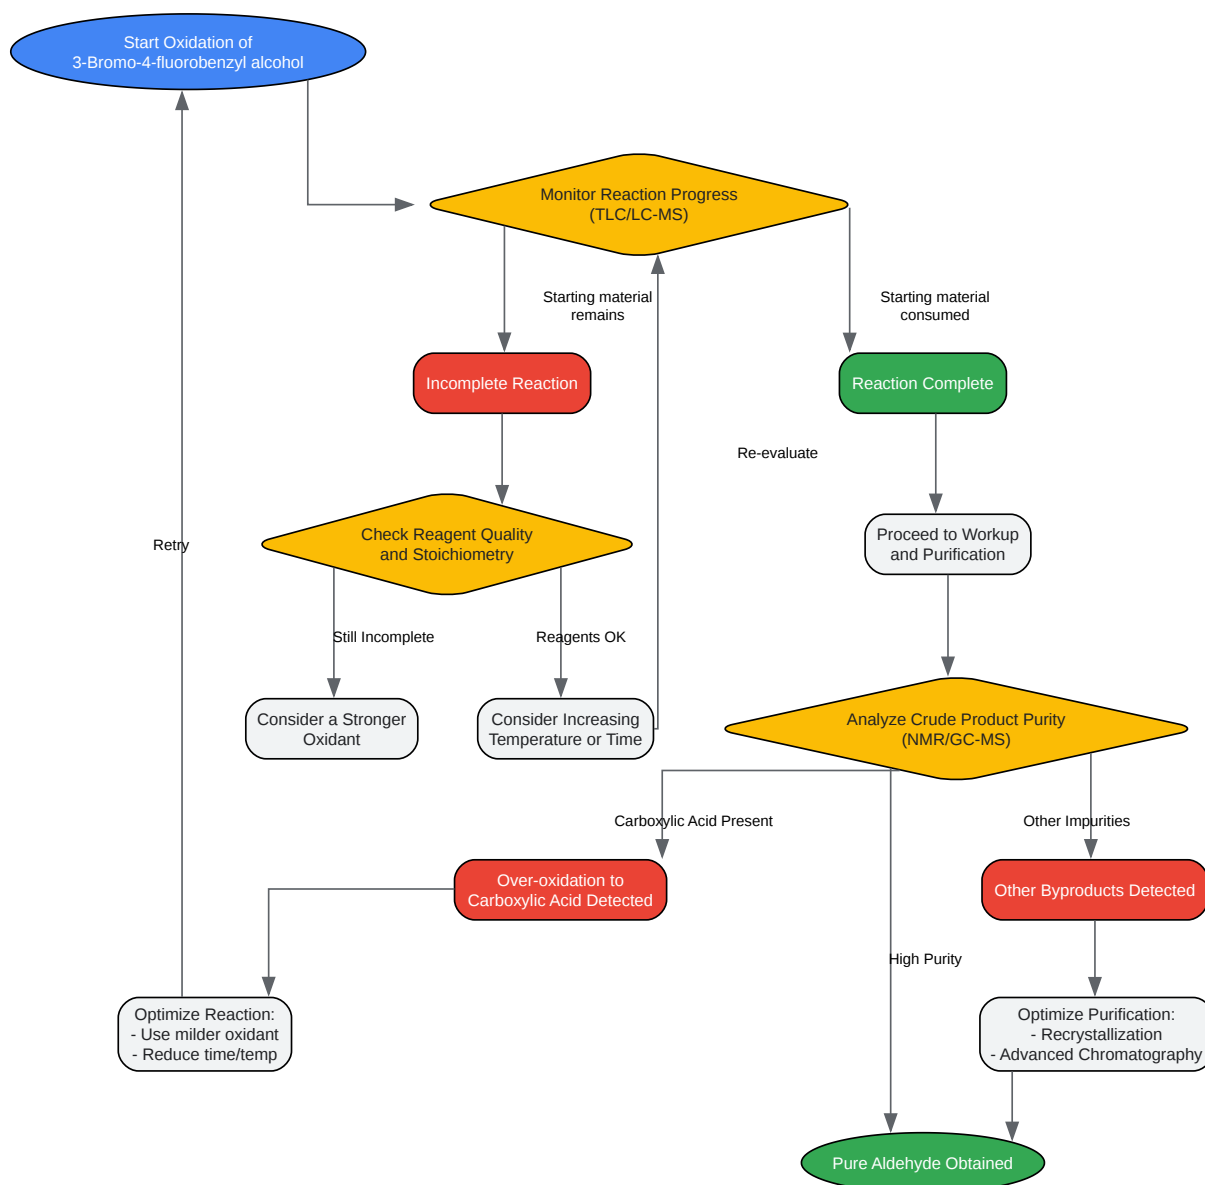 Start Oxidation of
3-Bromo-4-fluorobenzyl alcohol
Monitor Reaction Progress
(TLC/LC-MS)
Starting material
remains
Starting material
consumed
Incomplete Reaction
Reaction Complete
Re-evaluate
Check Reagent Quality
and Stoichiometry
Proceed to Workup
and Purification
Retry
Still Incomplete
Reagents OK
Consider a Stronger
Oxidant
Consider Increasing
Temperature or Time
Analyze Crude Product Purity
(NMR/GC-MS)
Carboxylic Acid Present
Other Impurities
Over-oxidation to
Carboxylic Acid Detected
Other Byproducts Detected
High Purity
Optimize Reaction:
- Use milder oxidant
- Reduce time/temp
Optimize Purification:
- Recrystallization
- Advanced Chromatography
Pure Aldehyde Obtained